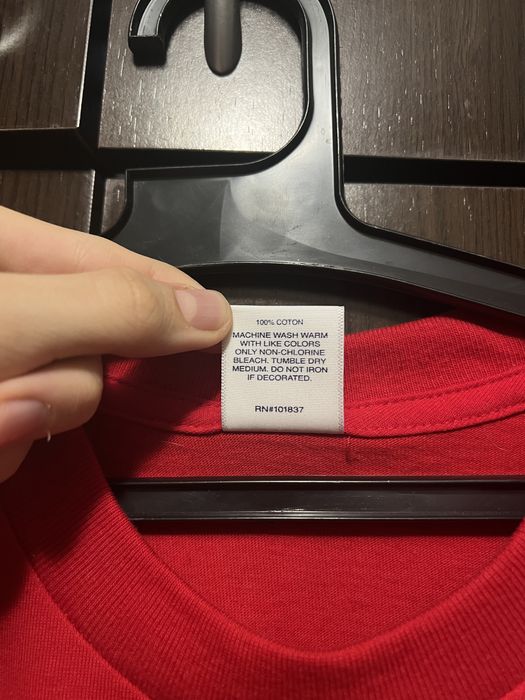 100% COTON
MACHINE WASH WARM
WITH LIKE COLORS
ONLY NON-CHLORINE
BLEACH. TUMBLE DRY
MEDIUM. DO NOT IRON
IF DECORATED.
RN#101837